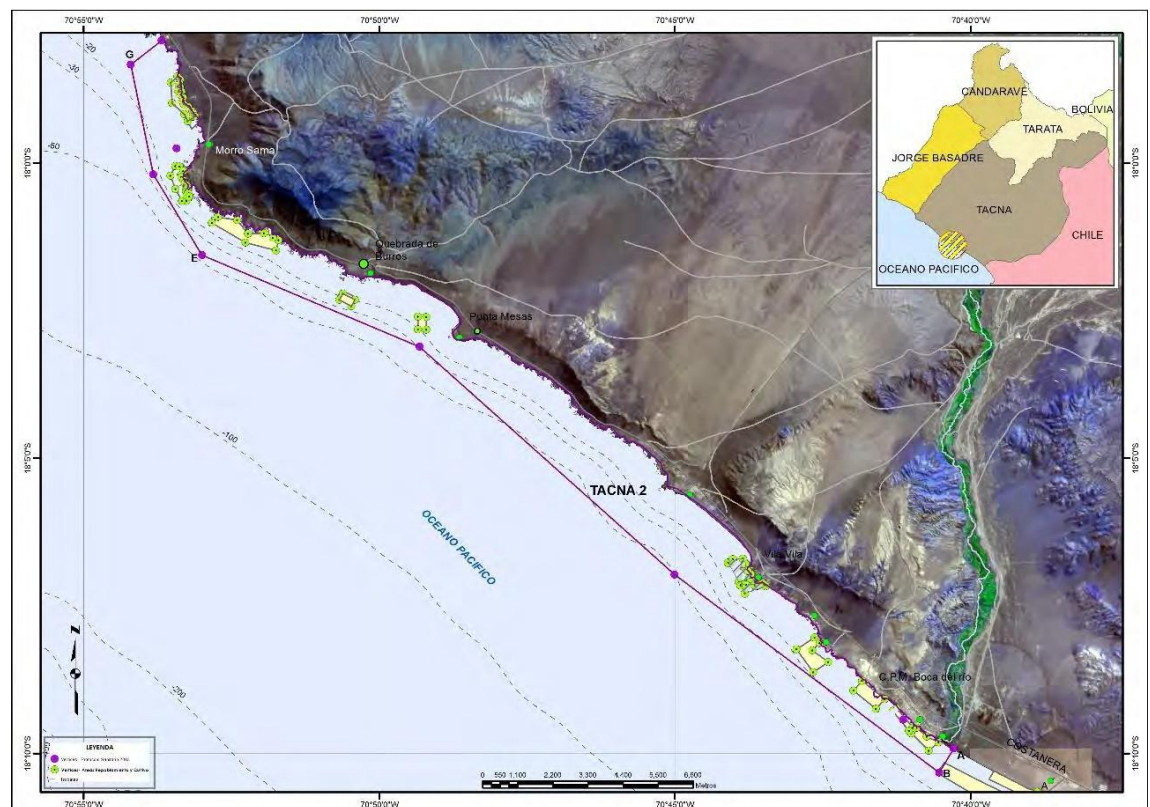 70°55'0"W 70°50'0"W 70°45'0"W 70°40'0"W
G
-20
-30
-50
Morro Sama
18°0'0"S 18°0'0"S
CANDARAVE
BOLIVIA
TARATA
JORGE BASADRE
TACNA
CHILE
OCEANO PACIFICO
E
Quebrada de
Burros
Punta Mesas
-100
18°5'0"S 18°5'0"S
TACNA 2
OCEANO PACIFICO
Vila Vila
C.P.M. Boca del río
-200
COSTANERA
18°10'0"S 18°10'0"S
A
B
A
LEYENDA
0 550 1,100 2,200 3,300 4,400 5,500 6,600
Metros
70°55'0"W 70°50'0"W 70°45'0"W 70°40'0"W